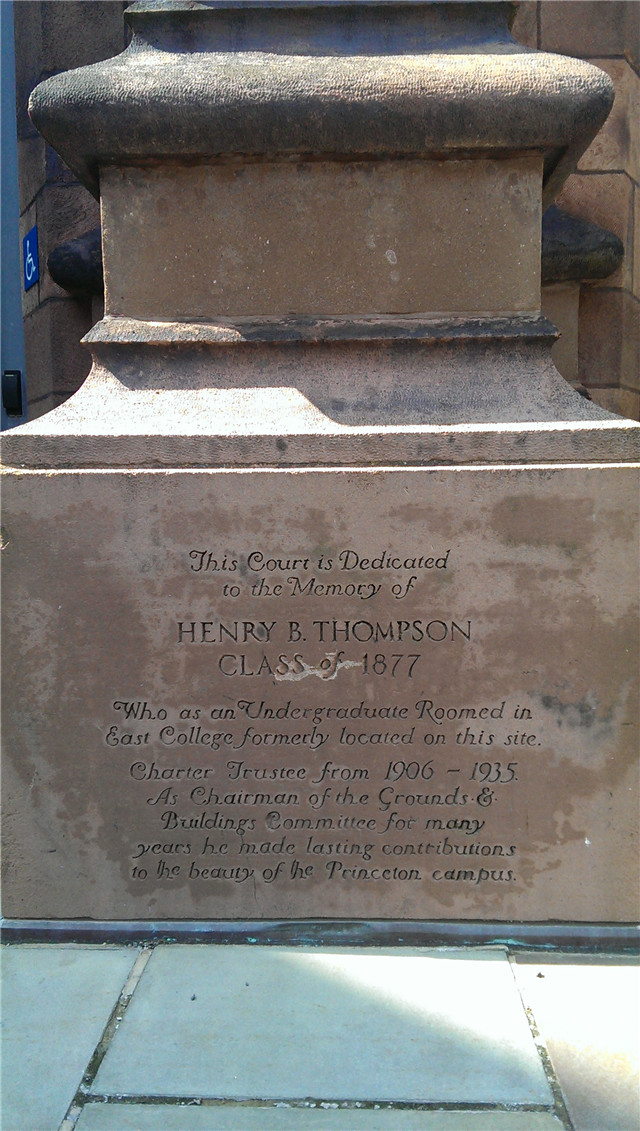 This Court is Dedicated
to the Memory of
HENRY B. THOMPSON
CLASS of 1877
Who as an Undergraduate Roomed in
East College formerly located on this site.
Charter Trustee from 1906 - 1935.
As Chairman of the Grounds &
Buildings Committee for many
years he made lasting contributions
to the beauty of the Princeton campus.